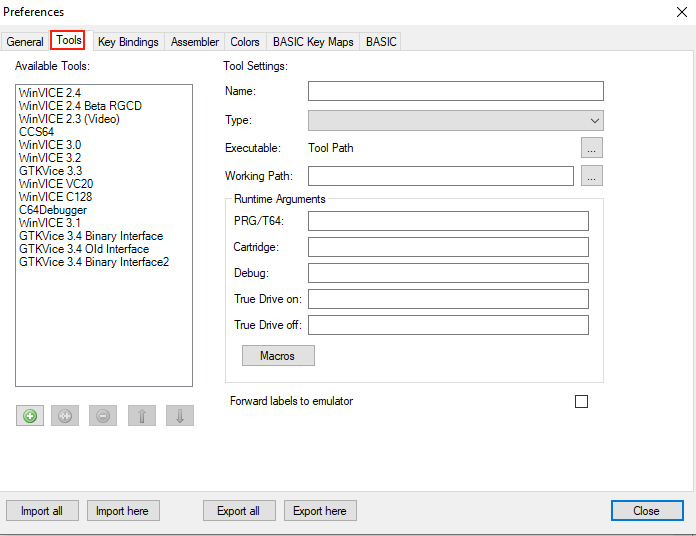 Preferences
General Tools Key Bindings Assembler Colors BASIC Key Maps BASIC
Available Tools:
WinVICE 2.4
WinVICE 2.4 Beta RGCD
WinVICE 2.3 (Video)
CCS64
WinVICE 3.0
WinVICE 3.2
GTKVice 3.3
WinVICE VC20
WinVICE C128
C64Debugger
WinVICE 3.1
GTKVice 3.4 Binary Interface
GTKVice 3.4 Old Interface
GTKVice 3.4 Binary Interface2
Tool Settings:
Name:
Type:
Executable: Tool Path ...
Working Path: ...
Runtime Arguments
PRG/T64:
Cartridge:
Debug:
True Drive on:
True Drive off:
Macros
Forward labels to emulator
Import all Import here Export all Export here Close